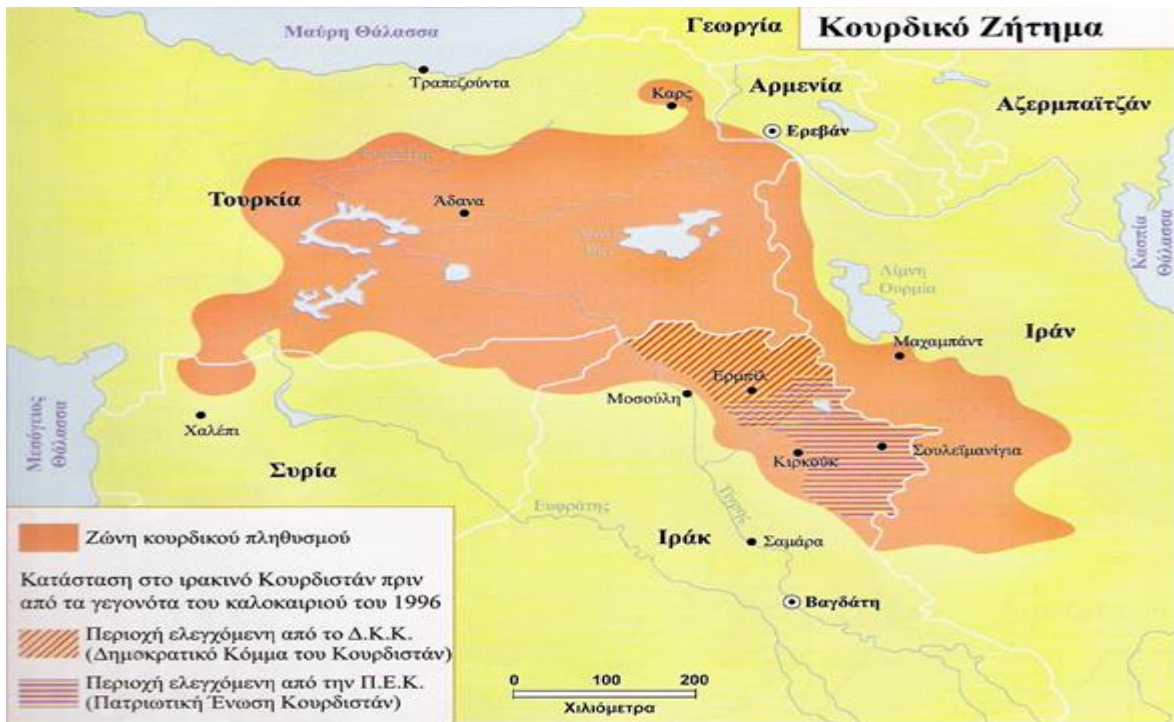 Κουρδικό Ζήτημα
Γεωργία
Μαύρη Θάλασσα
Τραπεζούντα
Καρς
Αρμενία
Αζερμπαϊτζάν
Ερεβάν
Τουρκία
Άδανα
Κασπία
Θάλασσα
Λίμνη
Ουρμία
Ιράν
Μαχαμπάντ
Ερμπίλ
Μοσούλη
Μεσόγειος
Θάλασσα
Χαλέπι
Σουλεϊμανίγια
Κιρκούκ
Συρία
Ευφράτης
Τίγρης
Ιράκ
Σαμάρα
Βαγδάτη
Ζώνη κουρδικού πληθυσμού
Κατάσταση στο ιρακινό Κουρδιστάν πριν
από τα γεγονότα του καλοκαιριού του 1996
Περιοχή ελεγχόμενη από το Δ.Κ.Κ.
(Δημοκρατικό Κόμμα του Κουρδιστάν)
Περιοχή ελεγχόμενη από την Π.Ε.Κ.
(Πατριωτική Ένωση Κουρδιστάν)
0 100 200
Χιλιόμετρα